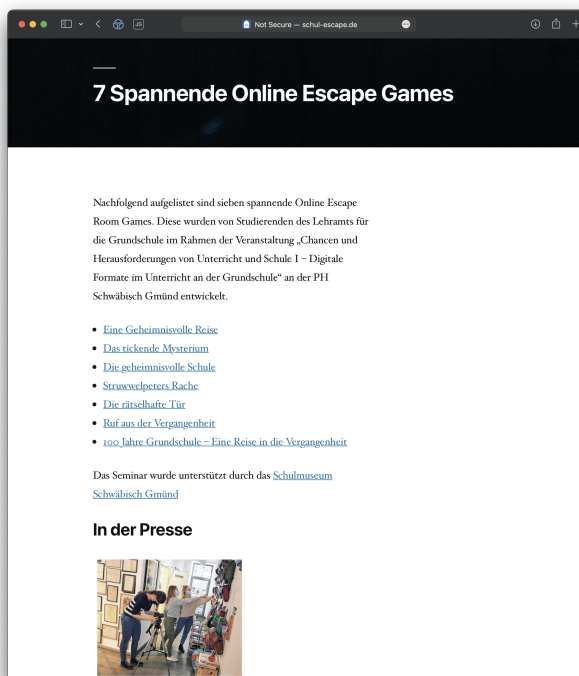 JS
Not Secure — schul-escape.de
7 Spannende Online Escape Games
Nachfolgend aufgelistet sind sieben spannende Online Escape
Room Games. Diese wurden von Studierenden des Lehramts für
die Grundschule im Rahmen der Veranstaltung „Chancen und
Herausforderungen von Unterricht und Schule I – Digitale
Formate im Unterricht an der Grundschule“ an der PH
Schwäbisch Gmünd entwickelt.
Eine Geheimnisvolle Reise
Das tickende Mysterium
Die geheimnisvolle Schule
Struwwelpeters Rache
Die rätselhafte Tür
Ruf aus der Vergangenheit
100 Jahre Grundschule – Eine Reise in die Vergangenheit
Das Seminar wurde unterstützt durch das Schulmuseum
Schwäbisch Gmünd
In der Presse